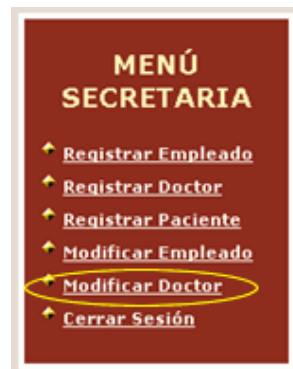 MENÚ
SECRETARIA
Registrar Empleado
Registrar Doctor
Registrar Paciente
Modificar Empleado
Modificar Doctor
Cerrar Sesión